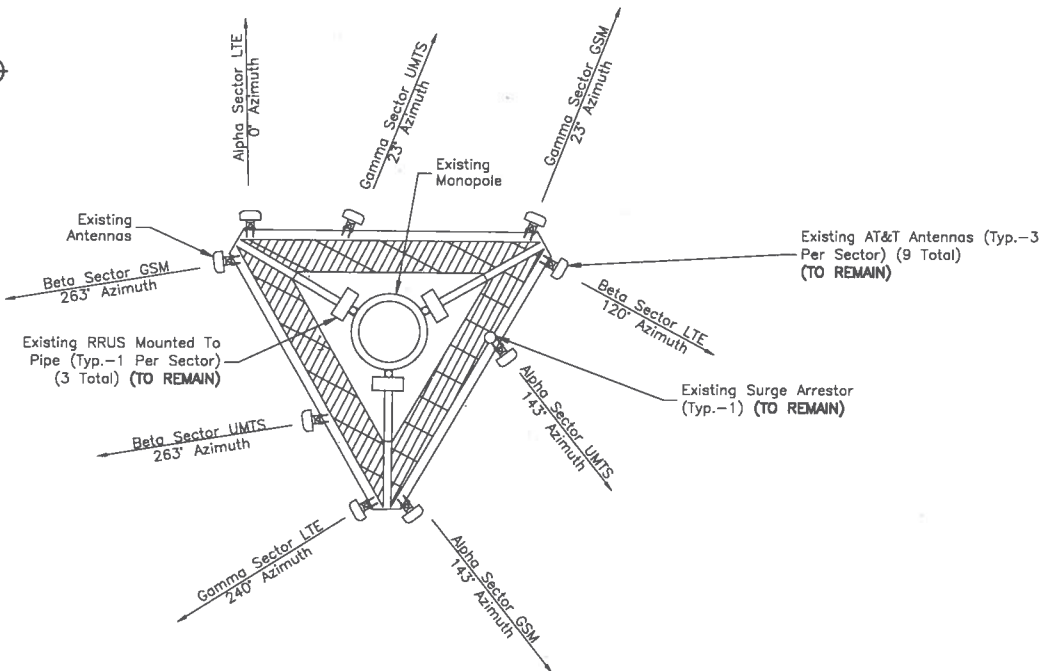 Alpha Sector LTE
0° Azimuth
Gamma Sector UMTS
23° Azimuth
Gamma Sector GSM
23° Azimuth
Existing
Monopole
Existing
Antennas
Existing AT&T Antennas (Typ.-3
Per Sector) (9 Total)
(TO REMAIN)
Beta Sector GSM
263° Azimuth
Beta Sector LTE
120° Azimuth
Existing RRUS Mounted To
Pipe (Typ.-1 Per Sector)
(3 Total) (TO REMAIN)
Existing Surge Arrestor
(Typ.-1) (TO REMAIN)
Alpha Sector UMTS
143° Azimuth
Beta Sector UMTS
263° Azimuth
Gamma Sector LTE
240° Azimuth
Alpha Sector GSM
143° Azimuth